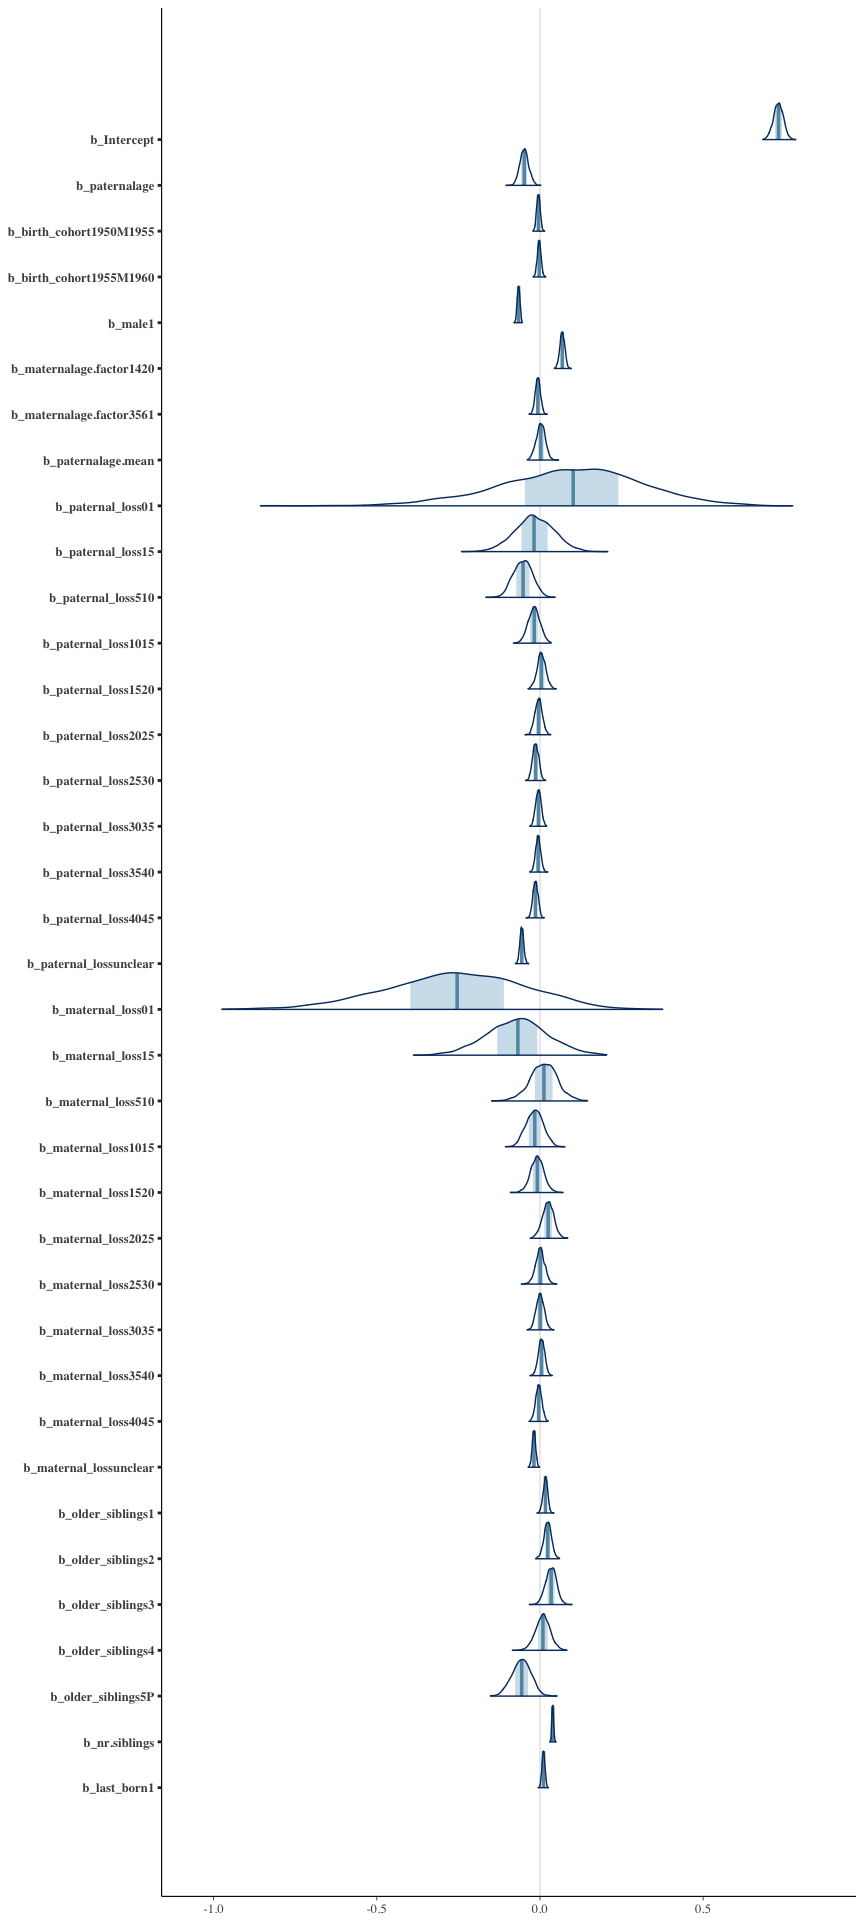 b_Intercept
b_paternalage
b_birth_cohort1950M1955
b_birth_cohort1955M1960
b_male1
b_maternalage.factor1420
b_maternalage.factor3561
b_paternalage.mean
b_paternal_loss01
b_paternal_loss15
b_paternal_loss510
b_paternal_loss1015
b_paternal_loss1520
b_paternal_loss2025
b_paternal_loss2530
b_paternal_loss3035
b_paternal_loss3540
b_paternal_loss4045
b_paternal_lossunclear
b_maternal_loss01
b_maternal_loss15
b_maternal_loss510
b_maternal_loss1015
b_maternal_loss1520
b_maternal_loss2025
b_maternal_loss2530
b_maternal_loss3035
b_maternal_loss3540
b_maternal_loss4045
b_maternal_lossunclear
b_older_siblings1
b_older_siblings2
b_older_siblings3
b_older_siblings4
b_older_siblings5P
b_nr.siblings
b_last_born1
-1.0 -0.5 0.0 0.5